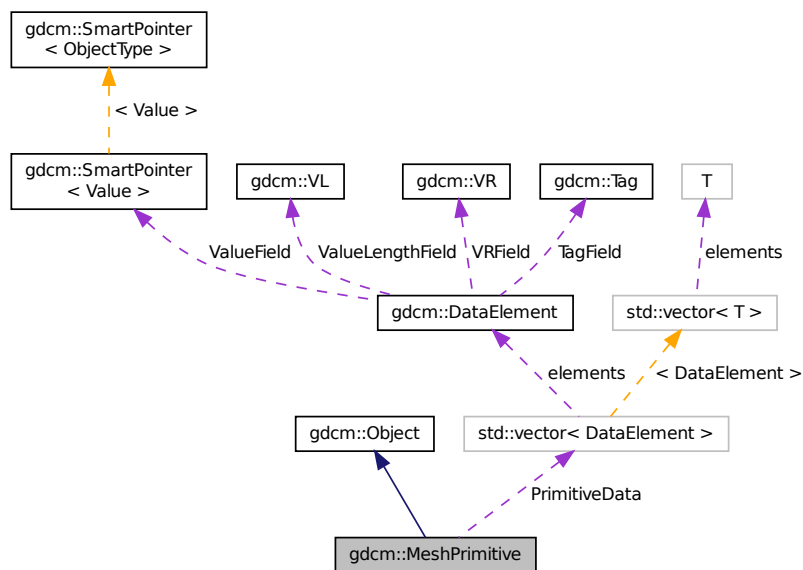 gdcm::SmartPointer
< ObjectType >
< Value >
gdcm::SmartPointer
< Value >
gdcm::VL
gdcm::VR
gdcm::Tag
T
ValueField
ValueLengthField
VRField
TagField
elements
gdcm::DataElement
std::vector< T >
elements
< DataElement >
gdcm::Object
std::vector< DataElement >
PrimitiveData
gdcm::MeshPrimitive